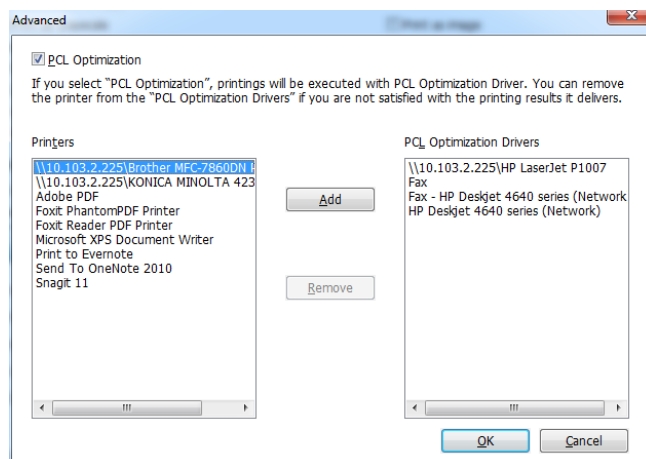 Advanced
PCL Optimization
If you select "PCL Optimization", printings will be executed with PCL Optimization Driver. You can remove
the printer from the "PCL Optimization Drivers" if you are not satisfied with the printing results it delivers.
Printers
\\10.103.2.225\Brother MFC-7860DN
\\10.103.2.225\KONICA MINOLTA 423
Adobe PDF
Foxit PhantomPDF Printer
Foxit Reader PDF Printer
Microsoft XPS Document Writer
Print to Evernote
Send To OneNote 2010
Snagit 11
Add
Remove
PCL Optimization Drivers
\\10.103.2.225\HP LaserJet P1007
Fax
Fax - HP Deskjet 4640 series (Network
HP Deskjet 4640 series (Network)
OK
Cancel